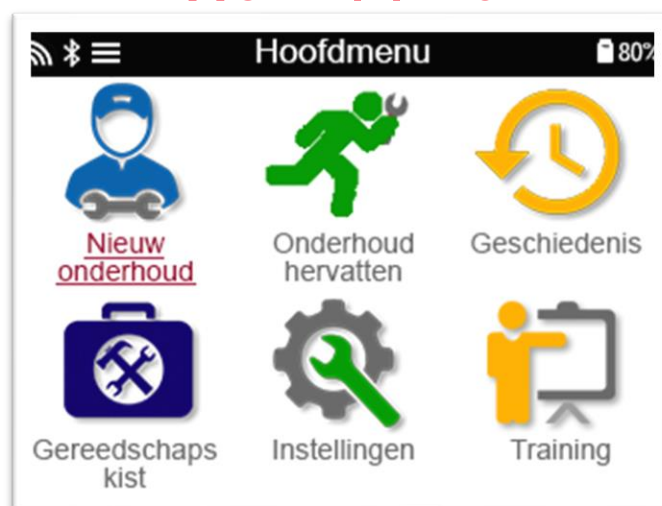 Hoofdmenu
80%
Nieuw
onderhoud
Onderhoud
hervatten
Geschiedenis
Gereedschaps
kist
Instellingen
Training